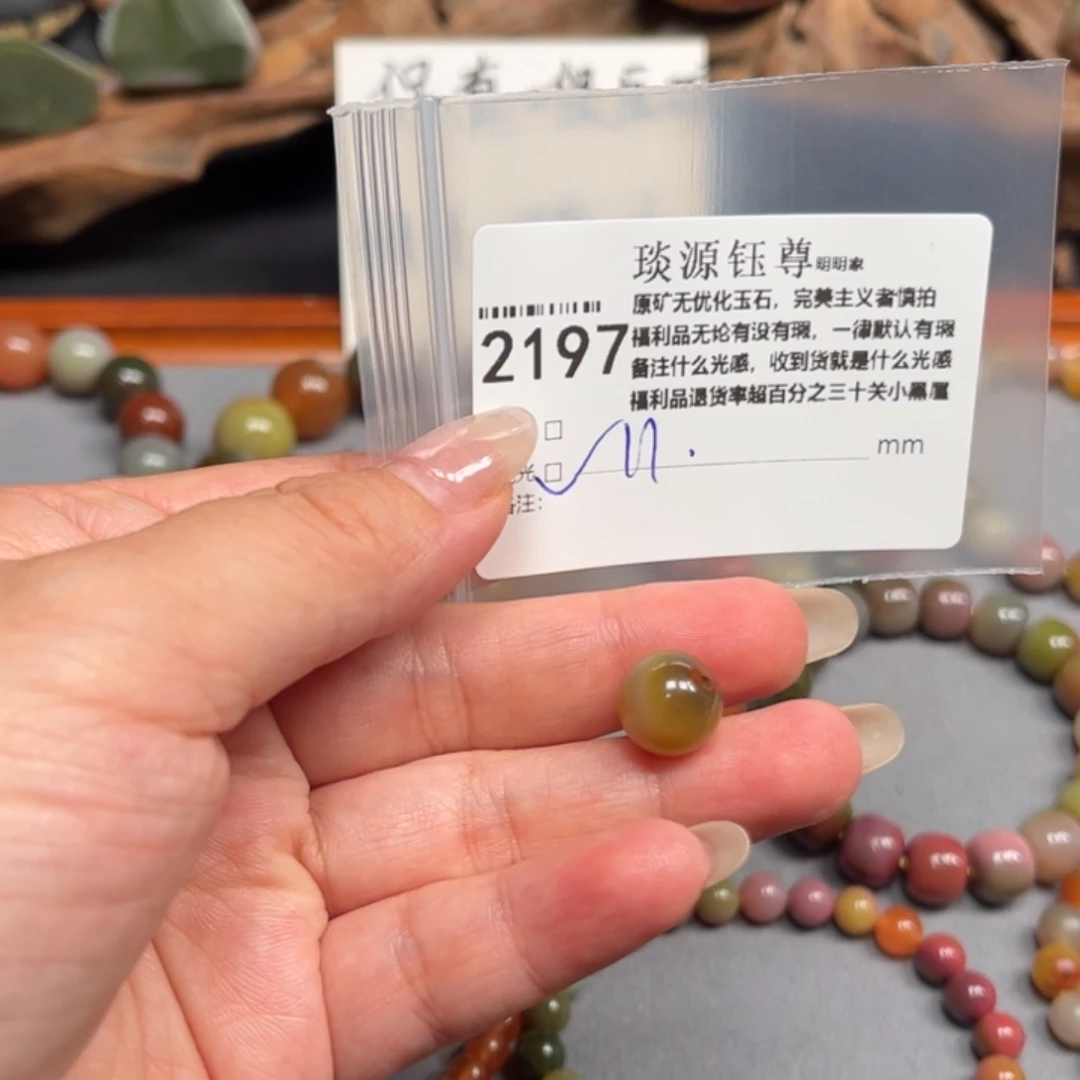 琰源钰尊明明家
原矿无优化玉石，完美主义者慎拍
福利品无论有没有瑕，一律默认有瑕
备注什么光感，收到货就是什么光感
福利品退货率超百分之三十关小黑屋
2197
□
光□ 11. mm
备注：